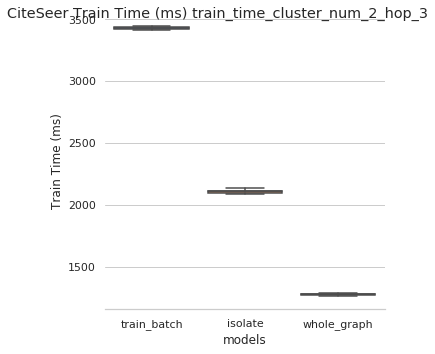 CiteSeer Train Time (ms) train_time_cluster_num_2_hop_3
3500
3000
2500
2000
1500
Train Time (ms)
train_batch isolate whole_graph
models